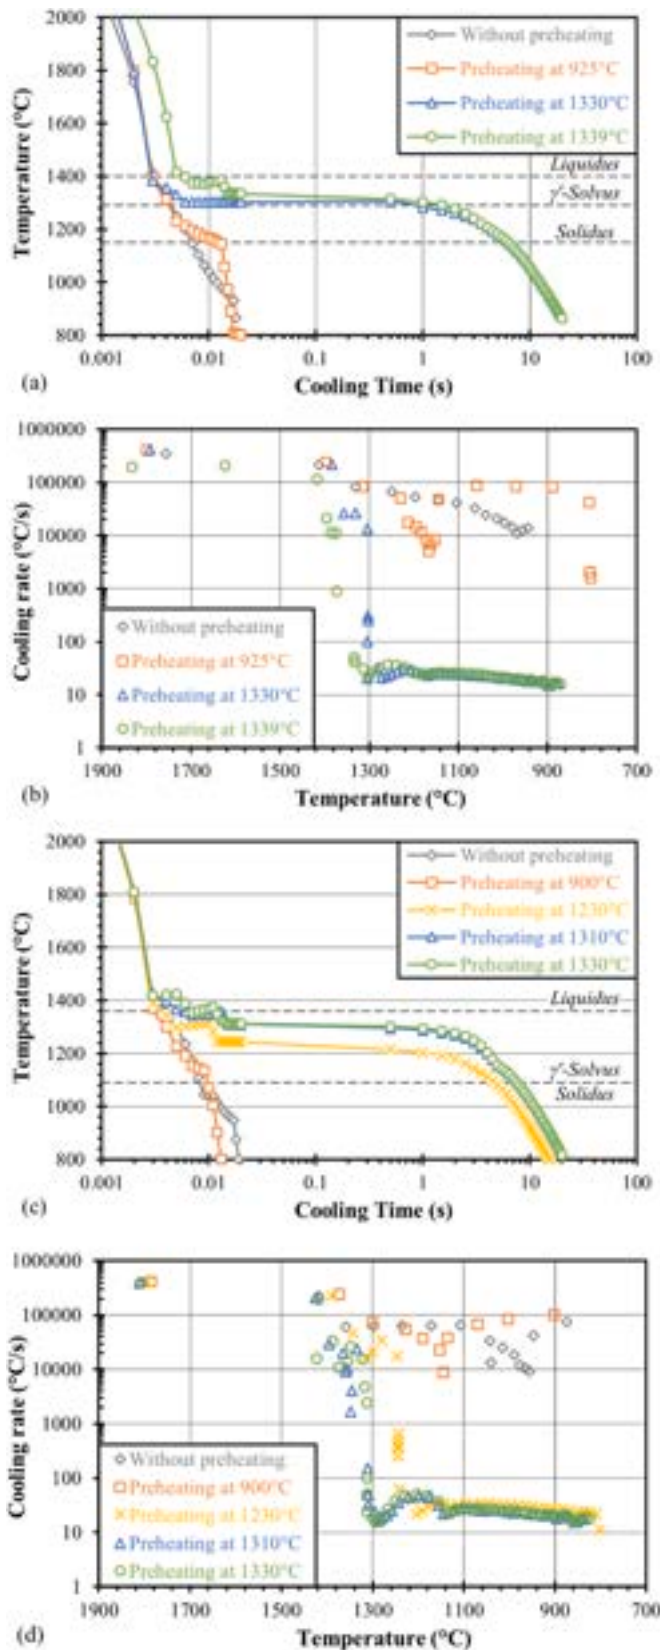 2000
1800
1600
1400
1200
1000
800
Temperature (°C)
Without preheating
Preheating at 925°C
Preheating at 1330°C
Preheating at 1339°C
Liquidus
γ'-Solvus
Solidus
0.001 0.01 0.1 1 10 100
(a)
Cooling Time (s)
1000000
100000
10000
1000
100
10
1
Cooling rate (°C/s)
Without preheating
Preheating at 925°C
Preheating at 1330°C
Preheating at 1339°C
1900 1700 1500 1300 1100 900 700
(b)
Temperature (°C)
2000
1800
1600
1400
1200
1000
800
Temperature (°C)
Without preheating
Preheating at 900°C
Preheating at 1230°C
Preheating at 1310°C
Preheating at 1330°C
Liquidus
γ'-Solvus
Solidus
0.001 0.01 0.1 1 10 100
(c)
Cooling Time (s)
1000000
100000
10000
1000
100
10
1
Cooling rate (°C/s)
Without preheating
Preheating at 900°C
Preheating at 1230°C
Preheating at 1310°C
Preheating at 1330°C
1900 1700 1500 1300 1100 900 700
(d)
Temperature (°C)